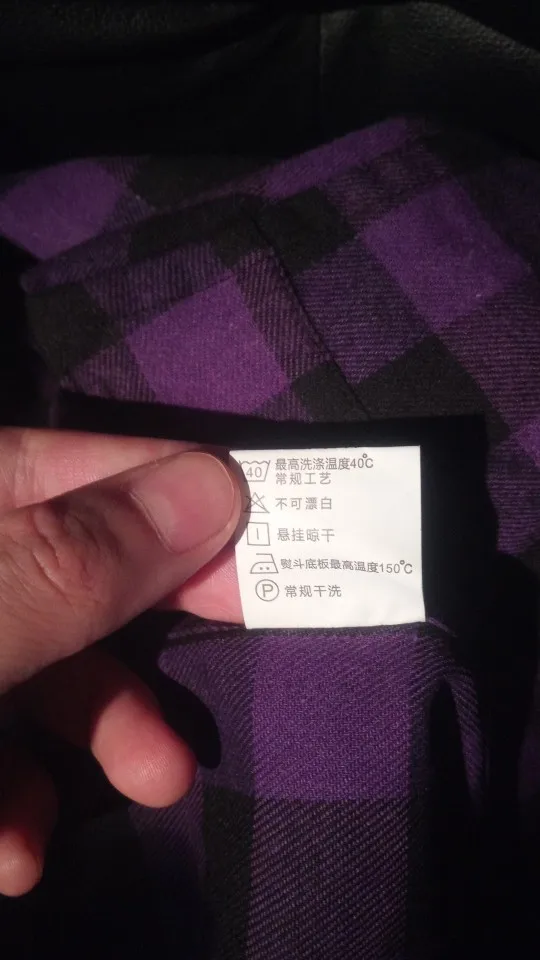 40 最高洗涤温度40℃
常规工艺
不可漂白
悬挂晾干
熨斗底板最高温度150℃
P 常规干洗